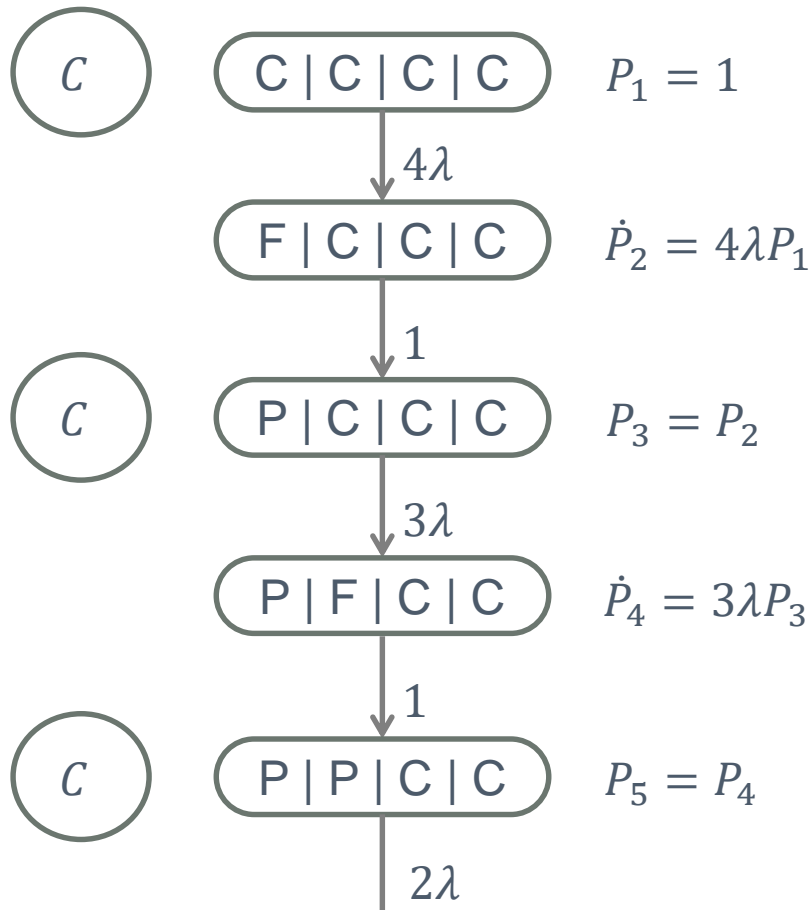 C C | C | C | C P₁ = 1
4λ
F | C | C | C Ṗ₂ = 4λP₁
1
C P | C | C | C P₃ = P₂
3λ
P | F | C | C Ṗ₄ = 3λP₃
1
C P | P | C | C P₅ = P₄
2λ